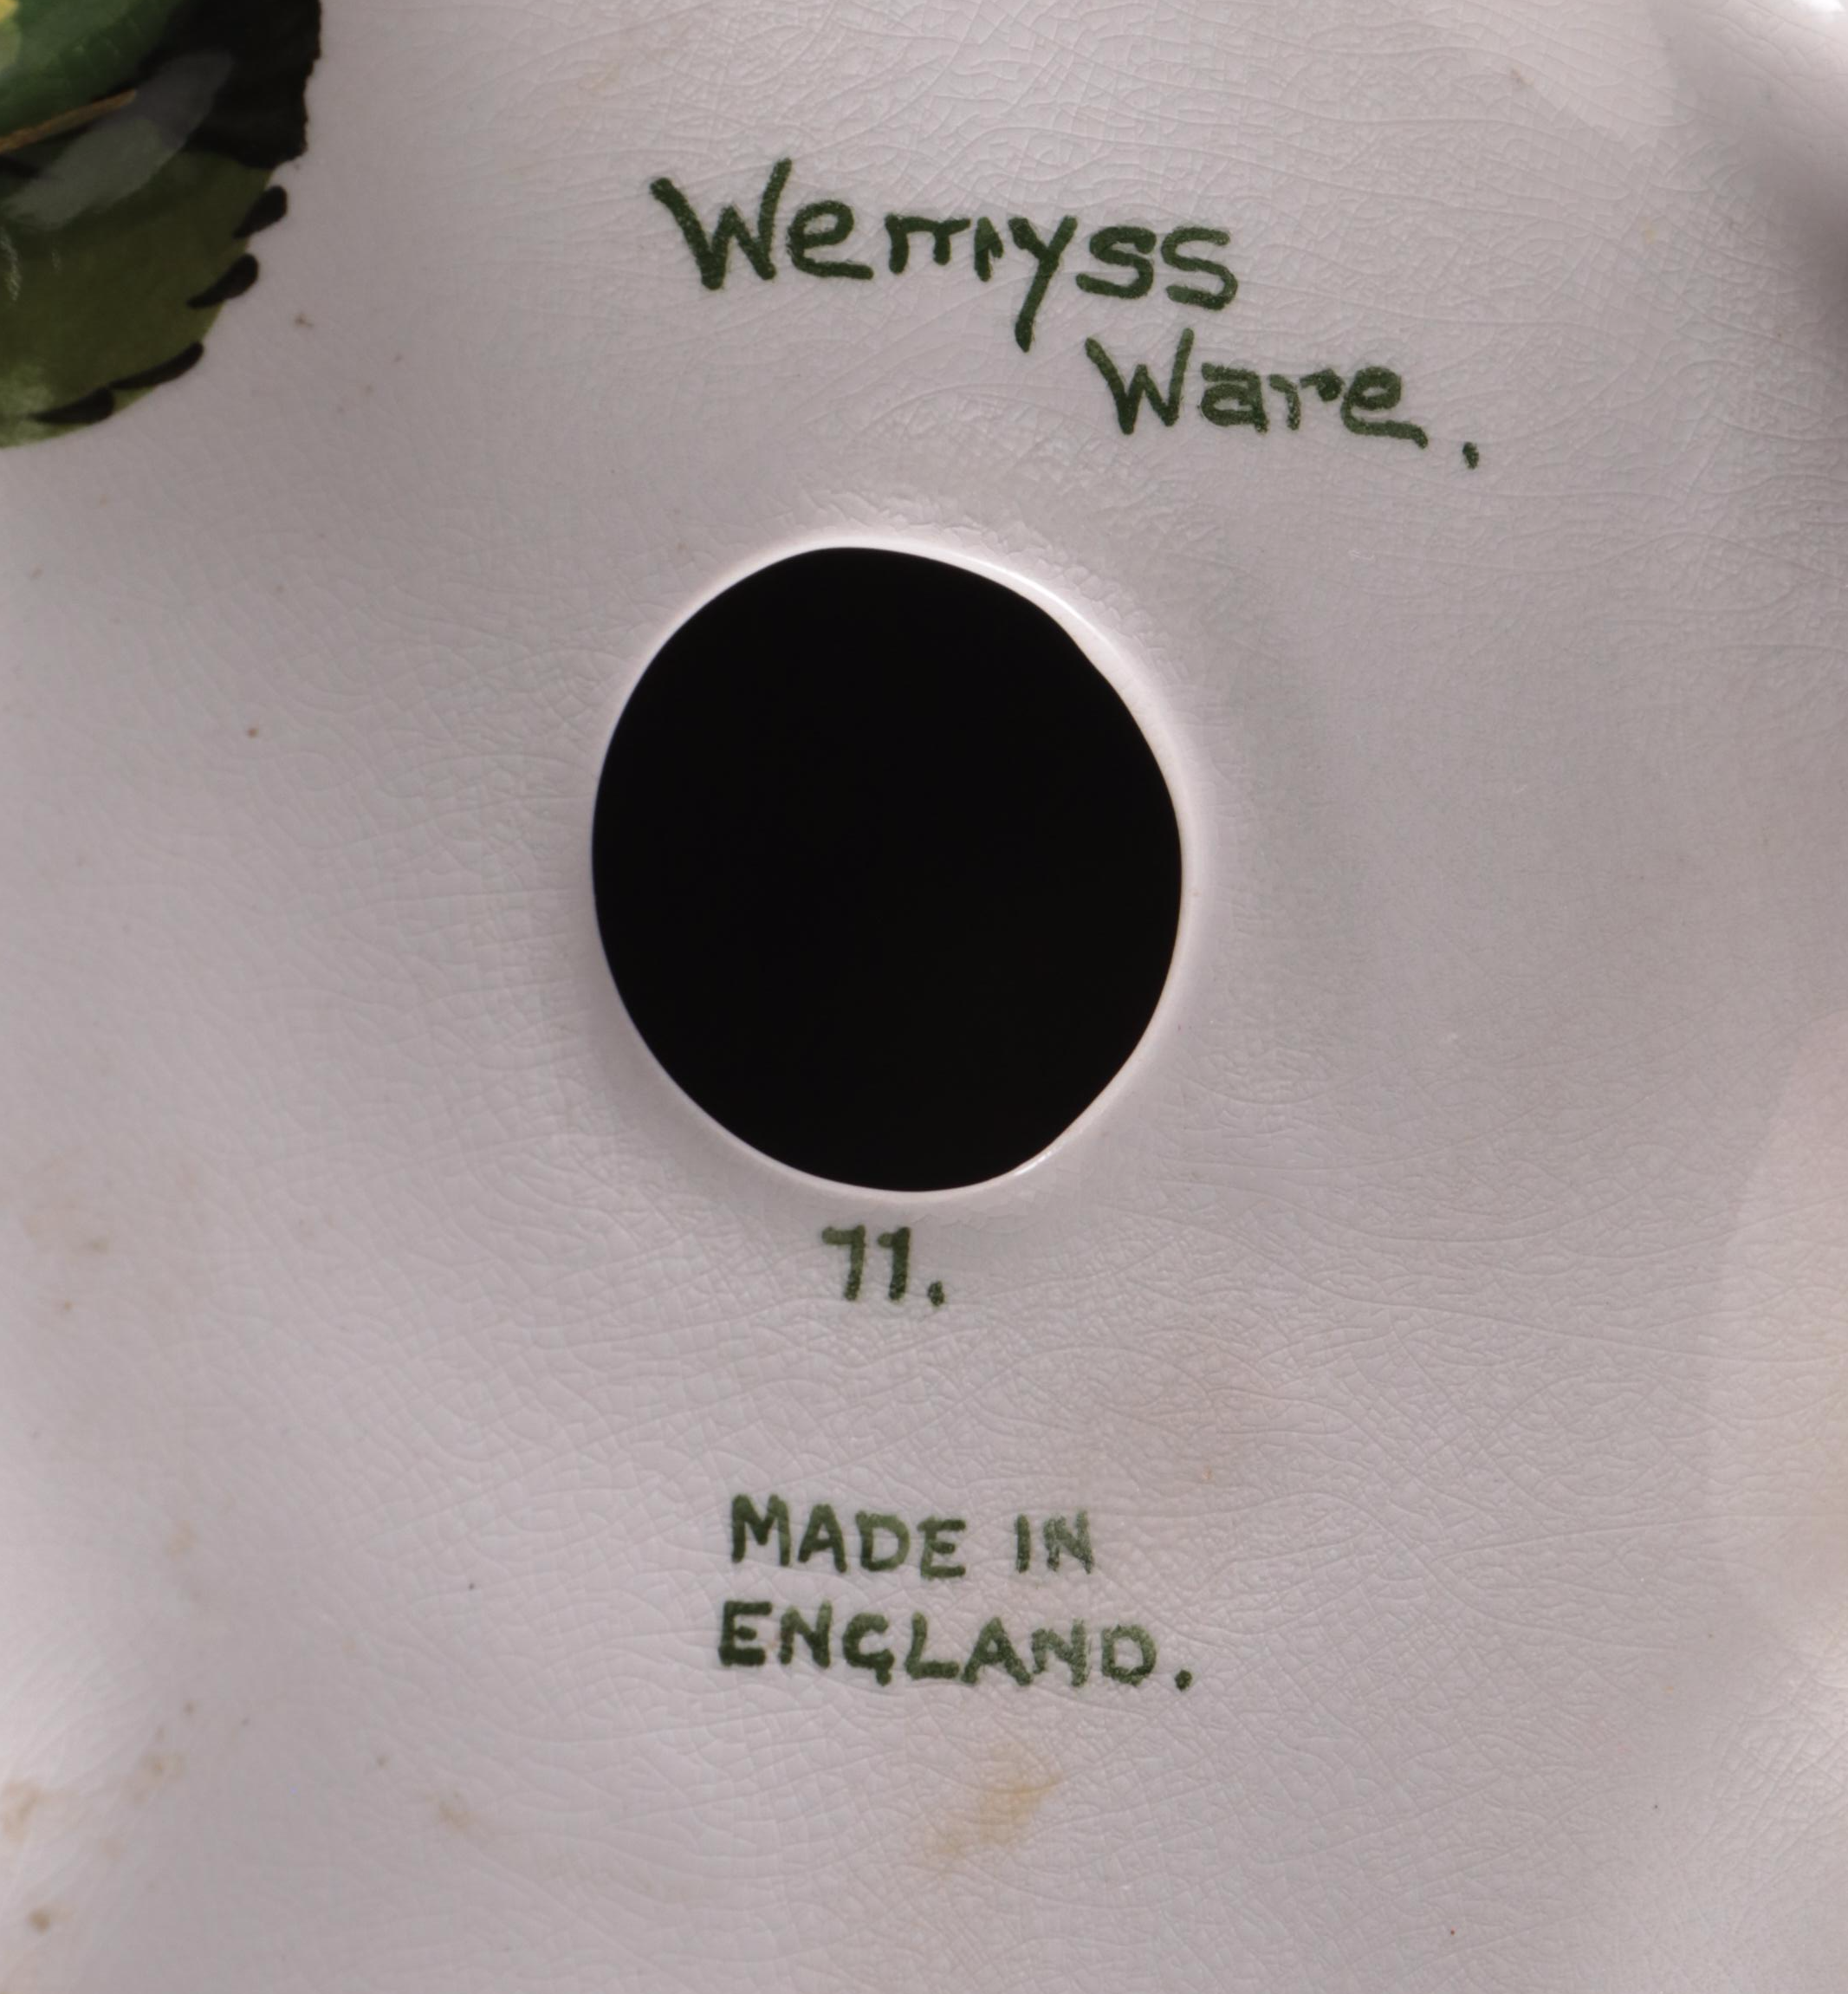 Wemyss
Ware.
71.
MADE IN
ENGLAND.